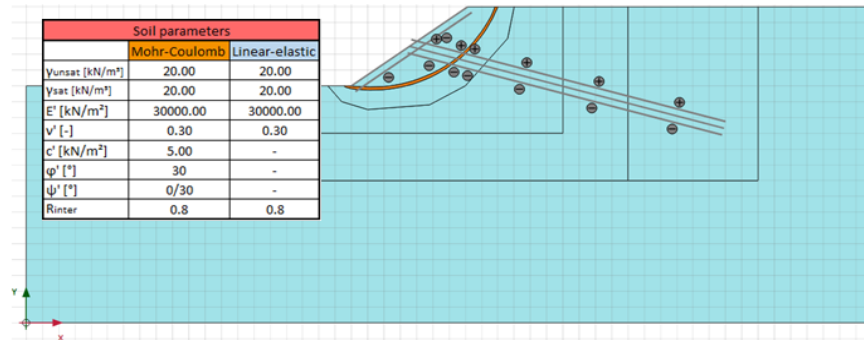 Soil parameters
Mohr-Coulomb Linear-elastic
γunsat [kN/m³] 20.00 20.00
γsat [kN/m³] 20.00 20.00
E' [kN/m²] 30000.00 30000.00
ν' [-] 0.30 0.30
c' [kN/m²] 5.00 -
φ' [°] 30 -
ψ' [°] 0/30 -
Rinter 0.8 0.8
Y
X